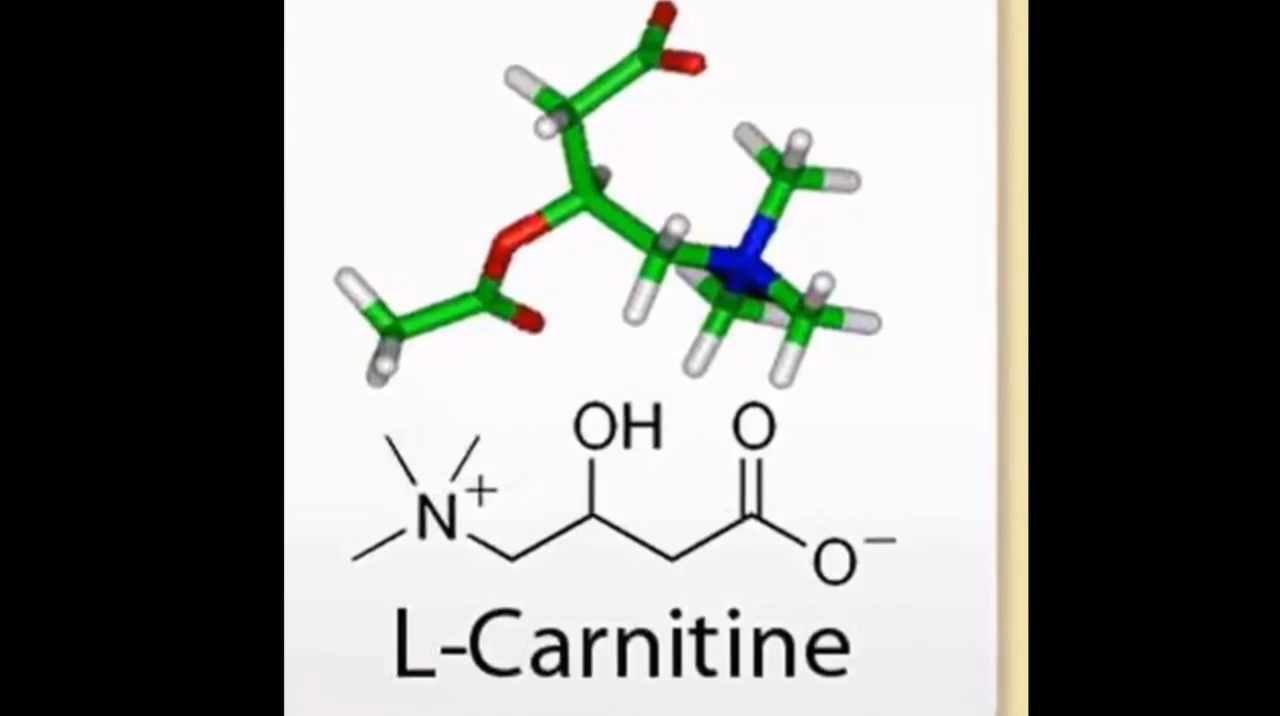 OH O
N+
O−
L-Carnitine